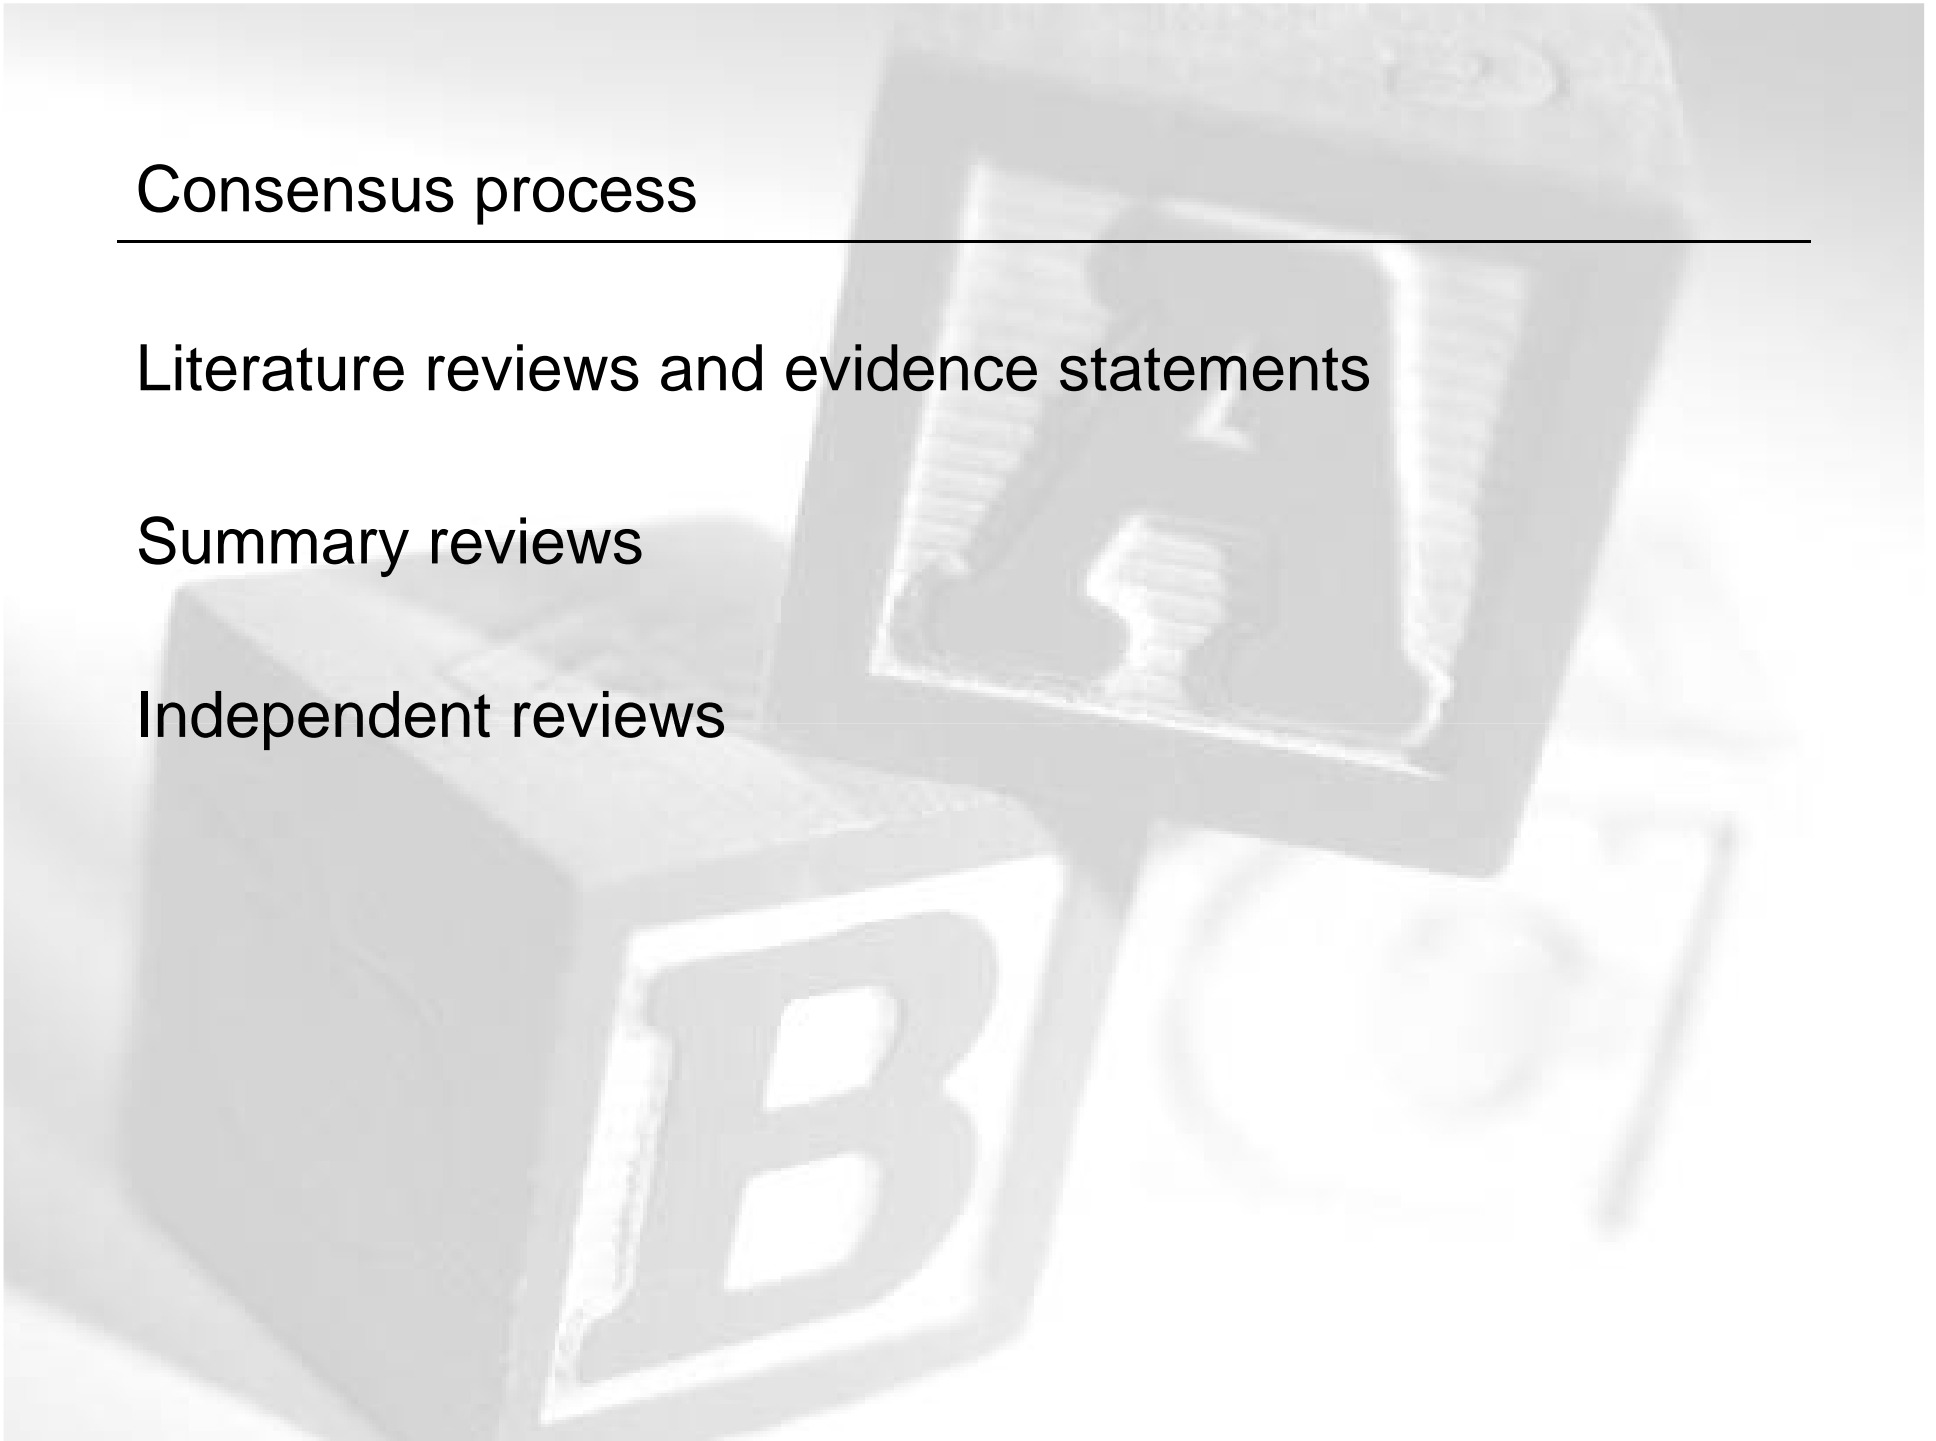 Consensus process
Literature reviews and evidence statements
Summary reviews
Independent reviews
A
B